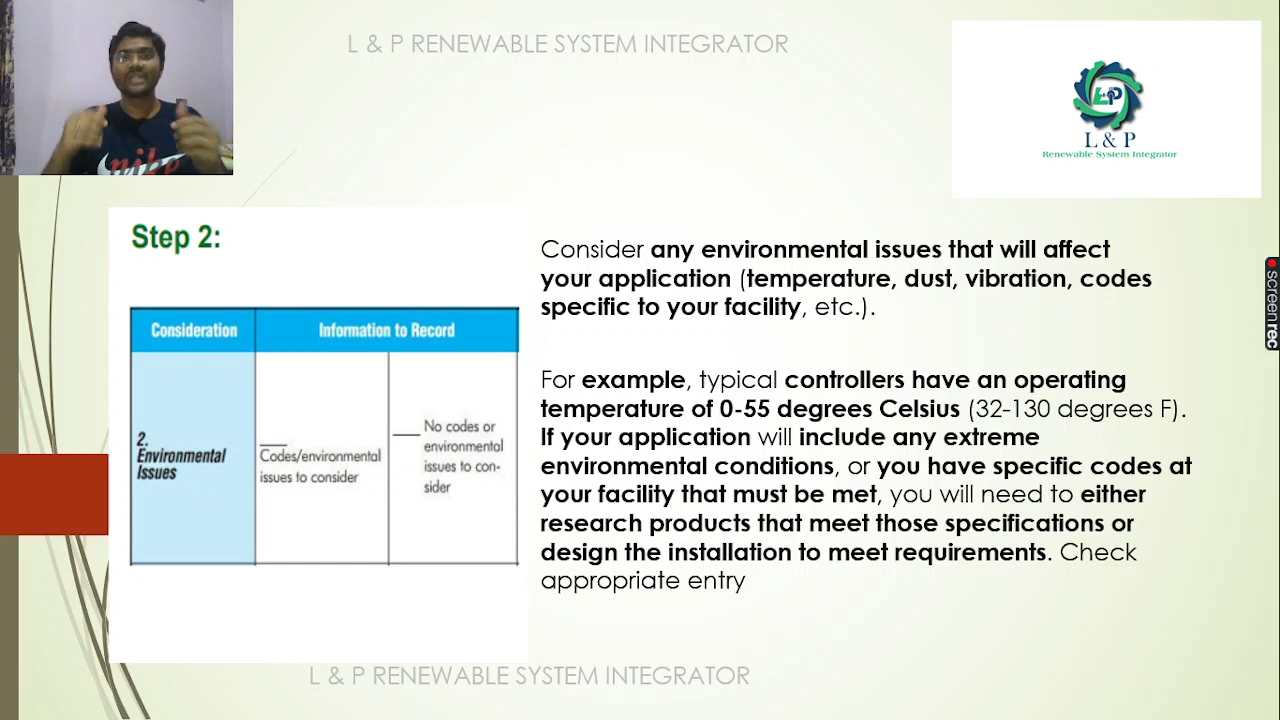 L & P RENEWABLE SYSTEM INTEGRATOR
L&P
L & P
Renewable System Integrator
nike
Step 2:
Consideration
Information to Record
2.
Environmental
Issues
____
Codes/environmental
issues to consider
____ No codes or
environmental
issues to con-
sider
Consider any environmental issues that will affect
your application (temperature, dust, vibration, codes
specific to your facility, etc.).
For example, typical controllers have an operating
temperature of 0-55 degrees Celsius (32-130 degrees F).
If your application will include any extreme
environmental conditions, or you have specific codes at
your facility that must be met, you will need to either
research products that meet those specifications or
design the installation to meet requirements. Check
appropriate entry
screenrec
L & P RENEWABLE SYSTEM INTEGRATOR